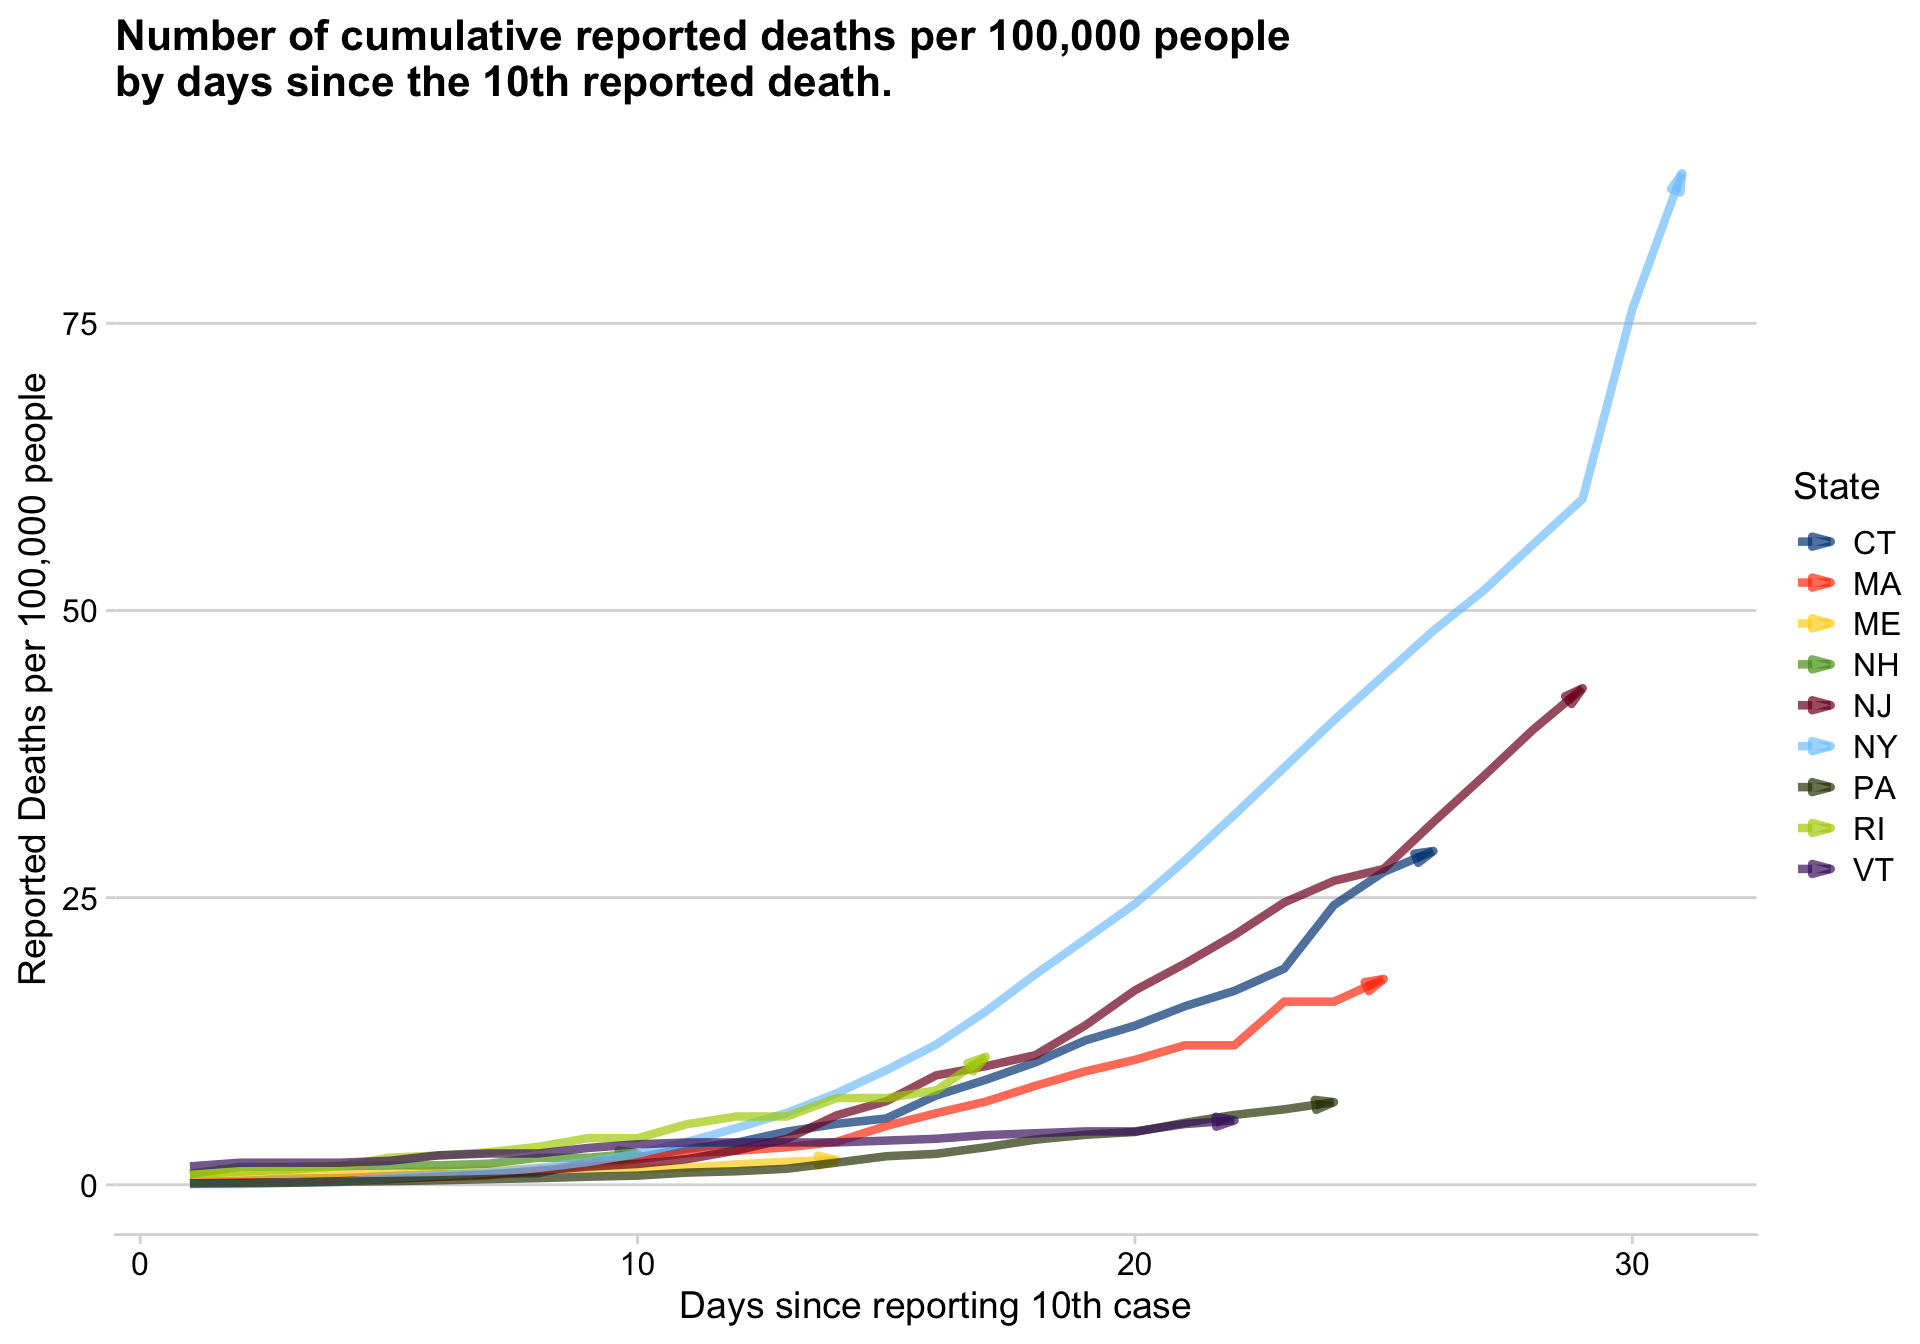 Number of cumulative reported deaths per 100,000 people
by days since the 10th reported death.
Reported Deaths per 100,000 people
75
50
25
0
0 10 20 30
Days since reporting 10th case
State
CT
MA
ME
NH
NJ
NY
PA
RI
VT